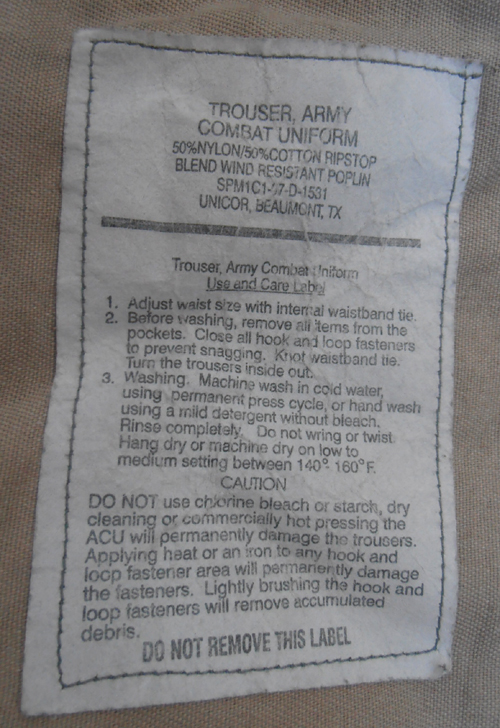 TROUSER, ARMY
COMBAT UNIFORM
50%NYLON/50%COTTON RIPSTOP
BLEND WIND RESISTANT POPLIN
SPM1C1-07-D-1531
UNICOR, BEAUMONT, TX
Trouser, Army Combat Uniform
Use and Care Label
1. Adjust waist size with internal waistband tie.
2. Before washing, remove all items from the
pockets. Close all hook and loop fasteners
to prevent snagging. Knot waistband tie.
Turn the trousers inside out.
3. Washing. Machine wash in cold water,
using permanent press cycle, or hand wash
using a mild detergent without bleach.
Rinse completely. Do not wring or twist
Hang dry or machine dry on low to
medium setting between 140° 160°F.
CAUTION
DO NOT use chlorine bleach or starch, dry
cleaning or commercially hot pressing the
ACU will permanently damage the trousers.
Applying heat or an iron to any hook and
loop fastener area will permanently damage
the fasteners. Lightly brushing the hook and
loop fasteners will remove accumulated
debris.
DO NOT REMOVE THIS LABEL